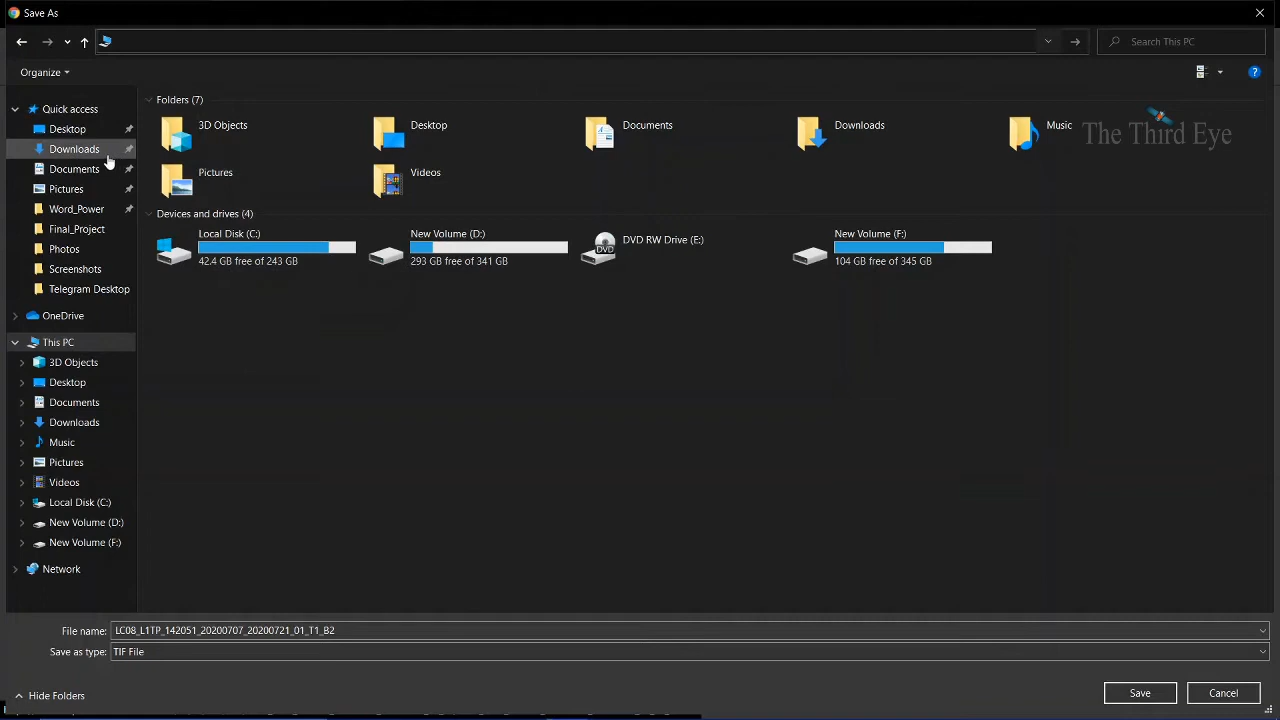 Save As
Search This PC
Organize
?
Quick access
Desktop
Downloads
Documents
Pictures
Word_Power
Final_Project
Photos
Screenshots
Telegram Desktop
OneDrive
This PC
3D Objects
Desktop
Documents
Downloads
Music
Pictures
Videos
Local Disk (C:)
New Volume (D:)
New Volume (F:)
Network
Folders (7)
3D Objects
Desktop
Documents
Downloads
Music
The Third Eye
Pictures
Videos
Devices and drives (4)
Local Disk (C:)
42.4 GB free of 243 GB
New Volume (D:)
293 GB free of 341 GB
DVD
DVD RW Drive (E:)
New Volume (F:)
104 GB free of 345 GB
File name: LC08_L1TP_142051_20200707_20200721_01_T1_B2
Save as type: TIF File
Hide Folders
Save
Cancel